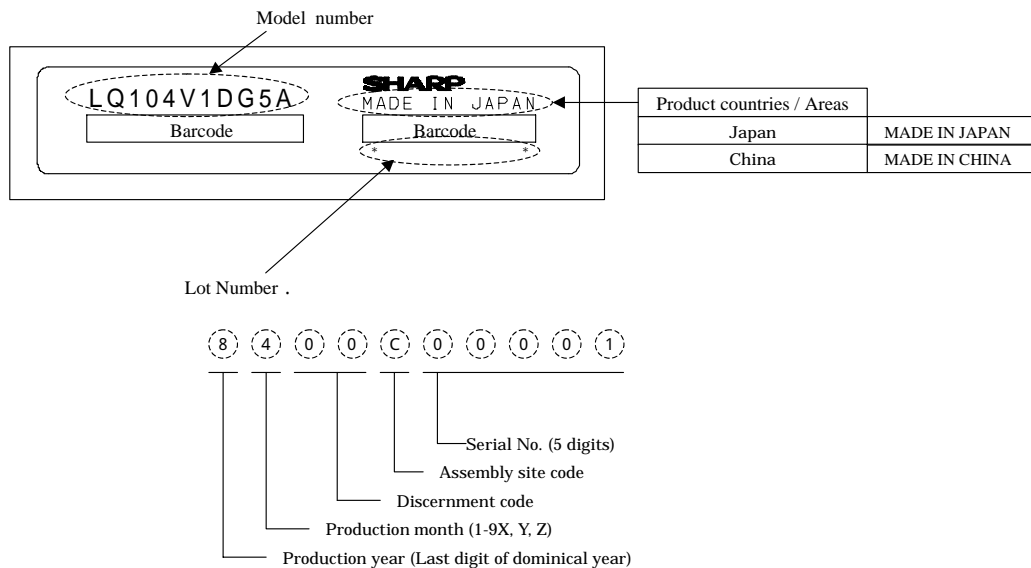 Model number
SHARP
LQ104V1DG5A
MADE IN JAPAN
Barcode
Barcode
* *
Product countries / Areas
Japan MADE IN JAPAN
China MADE IN CHINA
Lot Number .
8 4 0 0 C 0 0 0 0 1
Serial No. (5 digits)
Assembly site code
Discernment code
Production month (1-9X, Y, Z)
Production year (Last digit of dominical year)